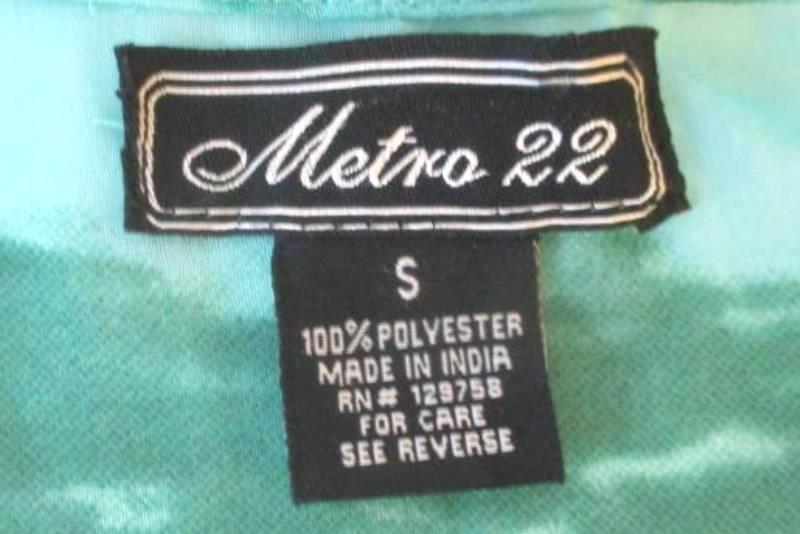 Metro 22
S
100% POLYESTER
MADE IN INDIA
RN# 129758
FOR CARE
SEE REVERSE